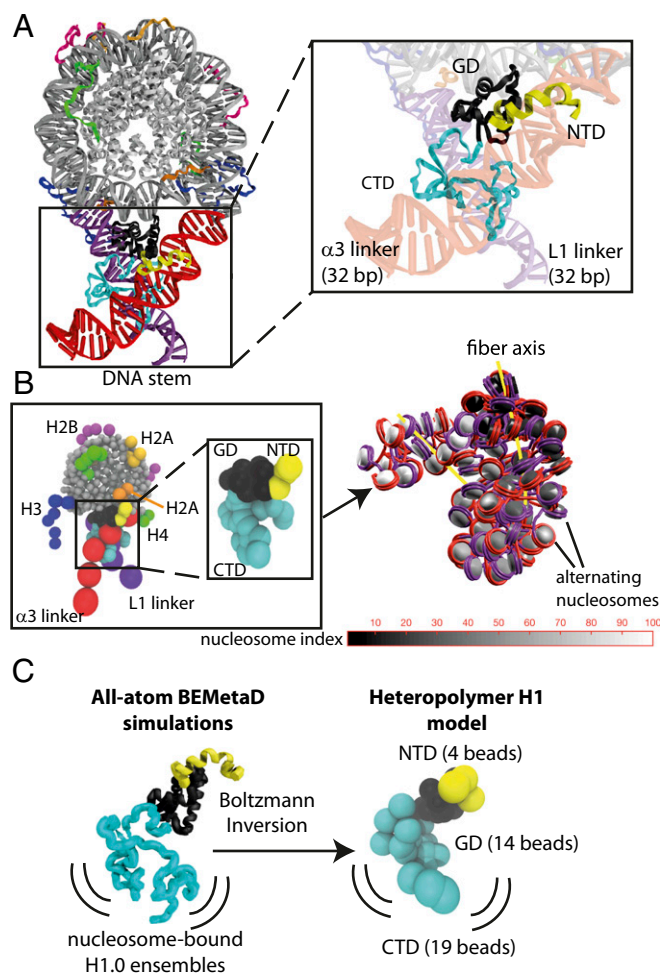 A
GD
NTD
CTD
α3 linker
(32 bp)
L1 linker
(32 bp)
DNA stem
B
fiber axis
H2B
H2A
GD NTD
H3
H2A
H4
CTD
L1 linker
α3 linker
alternating
nucleosomes
nucleosome index
10 20 30 40 50 60 70 80 90 100
C
All-atom BEMetaD
simulations
Heteropolymer H1
model
NTD (4 beads)
Boltzmann
Inversion
GD (14 beads)
nucleosome-bound
H1.0 ensembles
CTD (19 beads)